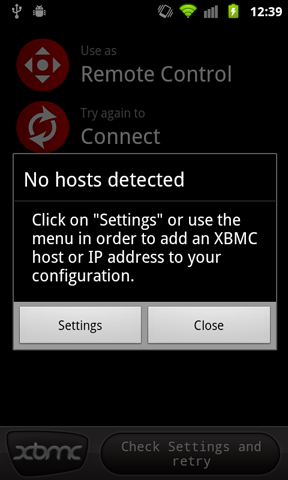 12:39
Use as
Remote Control
Try again to
Connect
No hosts detected
Click on "Settings" or use the
menu in order to add an XBMC
host or IP address to your
configuration.
Settings
Close
xbmc
Check Settings and
retry